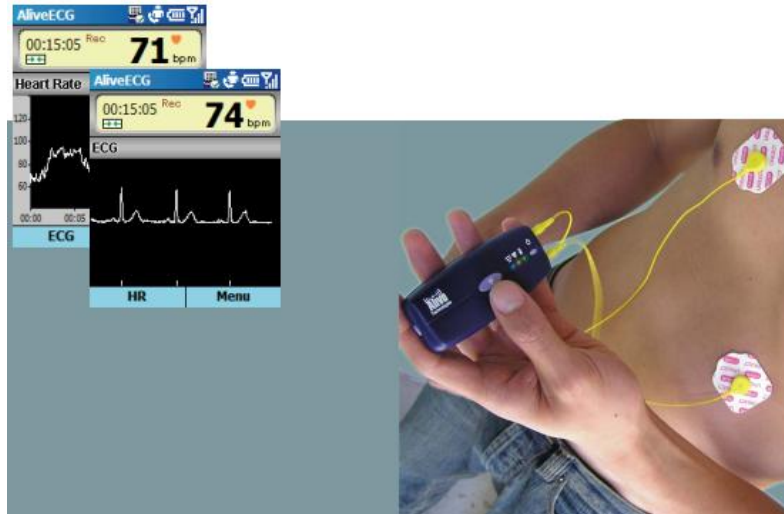 AliveECG
00:15:05 Rec 71 bpm
Heart Rate
120
100
80
60
00:00 00:05
ECG
AliveECG
00:15:05 Rec 74 bpm
ECG
HR Menu
Alive
Technologies